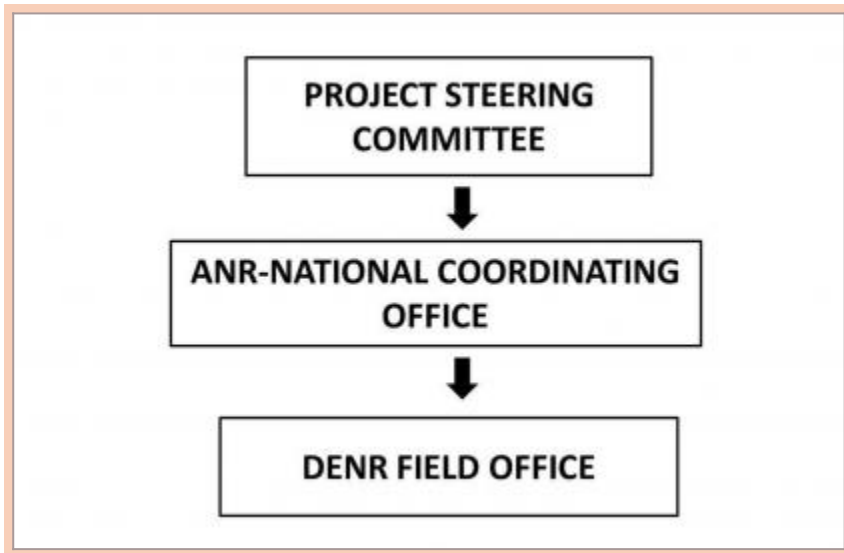 PROJECT STEERING
COMMITTEE
ANR-NATIONAL COORDINATING
OFFICE
DENR FIELD OFFICE